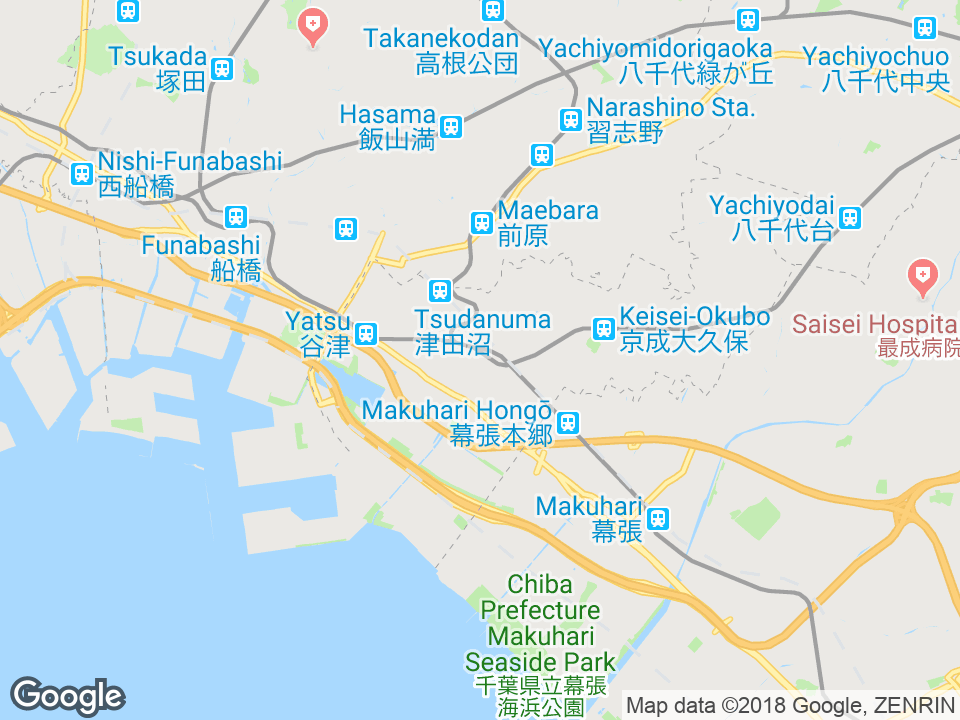 Takanekodan
高根公団
Yachiyomidorigaoka
八千代緑が丘
Yachiyochuo
八千代中央
Tsukada
塚田
Hasama
飯山満
Narashino Sta.
習志野
Nishi-Funabashi
西船橋
Maebara
前原
Yachiyodai
八千代台
Funabashi
船橋
Saisei Hospita
最成病院
Yatsu
谷津
Tsudanuma
津田沼
Keisei-Okubo
京成大久保
Makuhari Hongō
幕張本郷
Makuhari
幕張
Chiba
Prefecture
Makuhari
Seaside Park
千葉県立幕張
海浜公園
Google
Map data ©2018 Google, ZENRIN